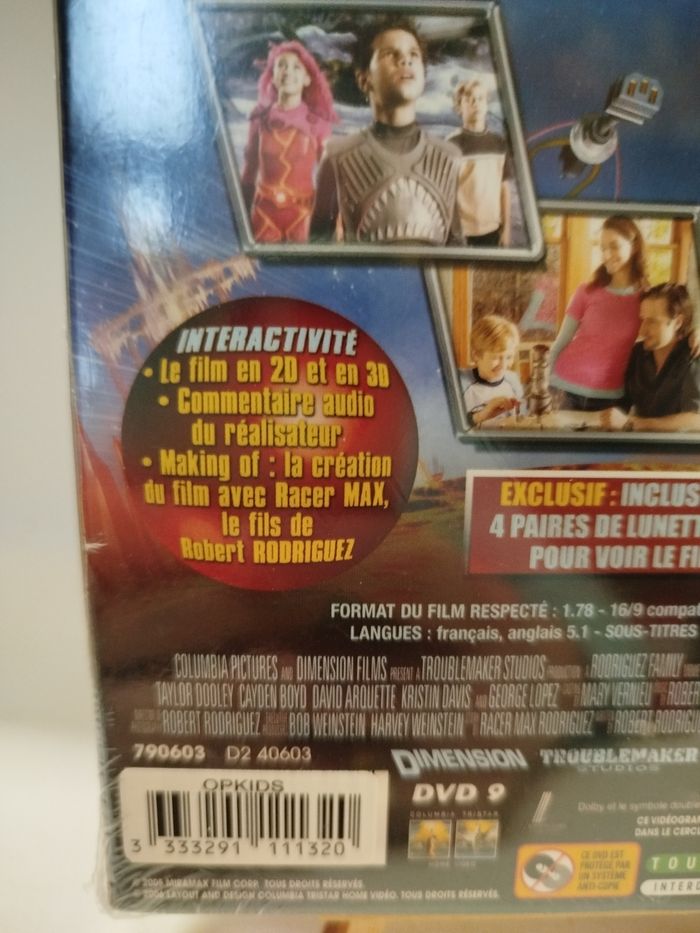 INTERACTIVITÉ
• Le film en 2D et en 3D
• Commentaire audio
du réalisateur
• Making of : la création
du film avec Racer MAX,
le fils de
Robert RODRIGUEZ
EXCLUSIF : INCLUS
4 PAIRES DE LUNET
POUR VOIR LE FI
FORMAT DU FILM RESPECTÉ : 1.78 - 16/9 compat
LANGUES : français, anglais 5.1 - SOUS-TITRES
COLUMBIA PICTURES AND DIMENSION FILMS PRESENT A TROUBLEMAKER STUDIOS PRODUCTION A RODRIGUEZ FAMILY
TAYLOR DOOLEY CAYDEN BOYD DAVID ARQUETTE KRISTIN DAVIS AND GEORGE LOPEZ MARY VERNIEU ROBER
ROBERT RODRIGUEZ BOB WEINSTEIN HARVEY WEINSTEIN RACER MAX RODRIGUEZ ROBERT RODRIGU
790603 D2 40603
DIMENSION TROUBLEMAKER
STUDIOS
OPKIDS
3 333291 111320
DVD 9
COLUMBIA TRISTAR
HOME VIDEO
Dolby et le symbole double
CE VIDÉOGRAM
DANS LE CERCL
CE DVD EST
PROTÉGÉ PAR
UN SYSTÈME
ANTI-COPIE
TOU
INTERD
© 2005 MIRAMAX FILM CORP. TOUS DROITS RÉSERVÉS.
© 2006 LAYOUT AND DESIGN COLUMBIA TRISTAR HOME VIDEO. TOUS DROITS RÉSERVÉS.